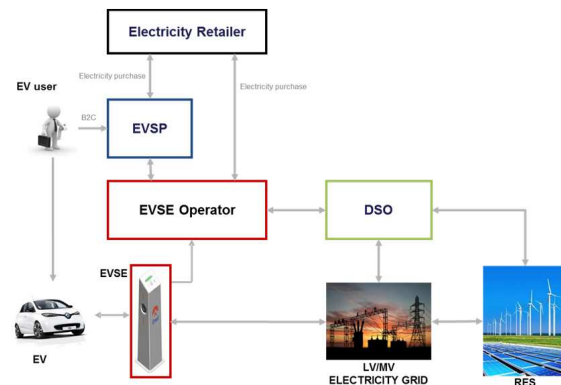 Electricity Retailer
Electricity purchase
Electricity purchase
EV user
B2C
EVSP
EVSE Operator
DSO
EVSE
EV
LV/MV
ELECTRICITY GRID
RES